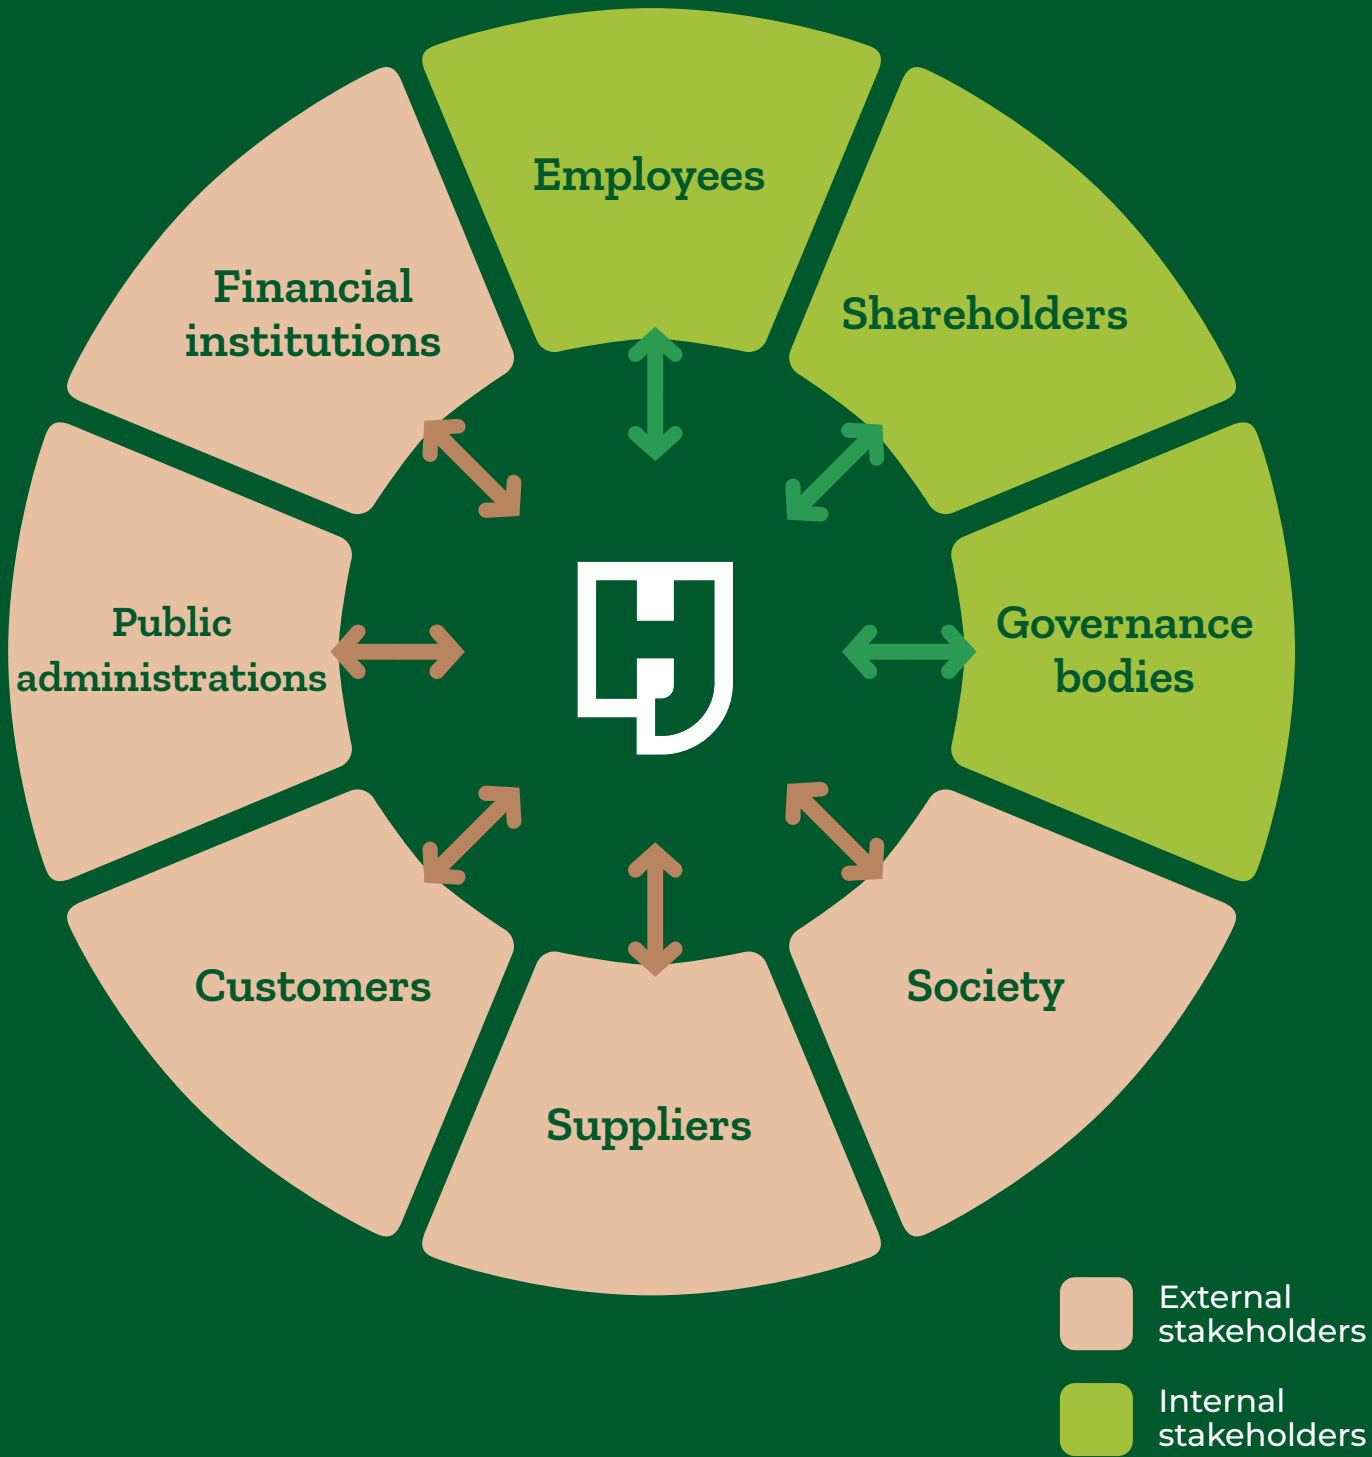 Employees
Shareholders
Governance
bodies
Society
Suppliers
Customers
Public
administrations
Financial
institutions
External
stakeholders
Internal
stakeholders